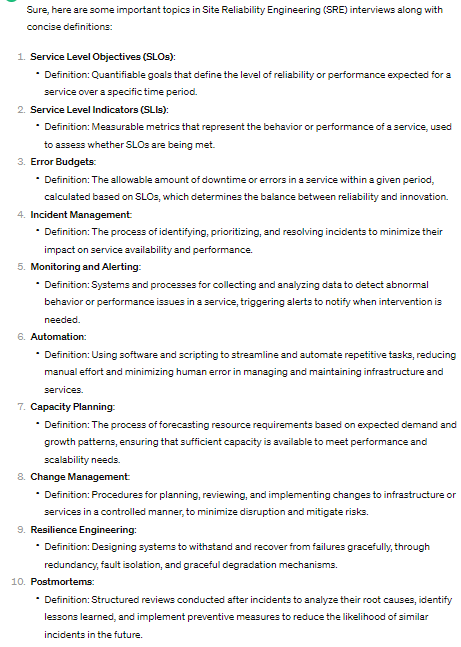 Sure, here are some important topics in Site Reliability Engineering (SRE) interviews along with
concise definitions:
1. Service Level Objectives (SLOs):
• Definition: Quantifiable goals that define the level of reliability or performance expected for a
service over a specific time period.
2. Service Level Indicators (SLIs):
• Definition: Measurable metrics that represent the behavior or performance of a service, used
to assess whether SLOs are being met.
3. Error Budgets:
• Definition: The allowable amount of downtime or errors in a service within a given period,
calculated based on SLOs, which determines the balance between reliability and innovation.
4. Incident Management:
• Definition: The process of identifying, prioritizing, and resolving incidents to minimize their
impact on service availability and performance.
5. Monitoring and Alerting:
• Definition: Systems and processes for collecting and analyzing data to detect abnormal
behavior or performance issues in a service, triggering alerts to notify when intervention is
needed.
6. Automation:
• Definition: Using software and scripting to streamline and automate repetitive tasks, reducing
manual effort and minimizing human error in managing and maintaining infrastructure and
services.
7. Capacity Planning:
• Definition: The process of forecasting resource requirements based on expected demand and
growth patterns, ensuring that sufficient capacity is available to meet performance and
scalability needs.
8. Change Management:
• Definition: Procedures for planning, reviewing, and implementing changes to infrastructure or
services in a controlled manner, to minimize disruption and mitigate risks.
9. Resilience Engineering:
• Definition: Designing systems to withstand and recover from failures gracefully, through
redundancy, fault isolation, and graceful degradation mechanisms.
10. Postmortems:
• Definition: Structured reviews conducted after incidents to analyze their root causes, identify
lessons learned, and implement preventive measures to reduce the likelihood of similar
incidents in the future.